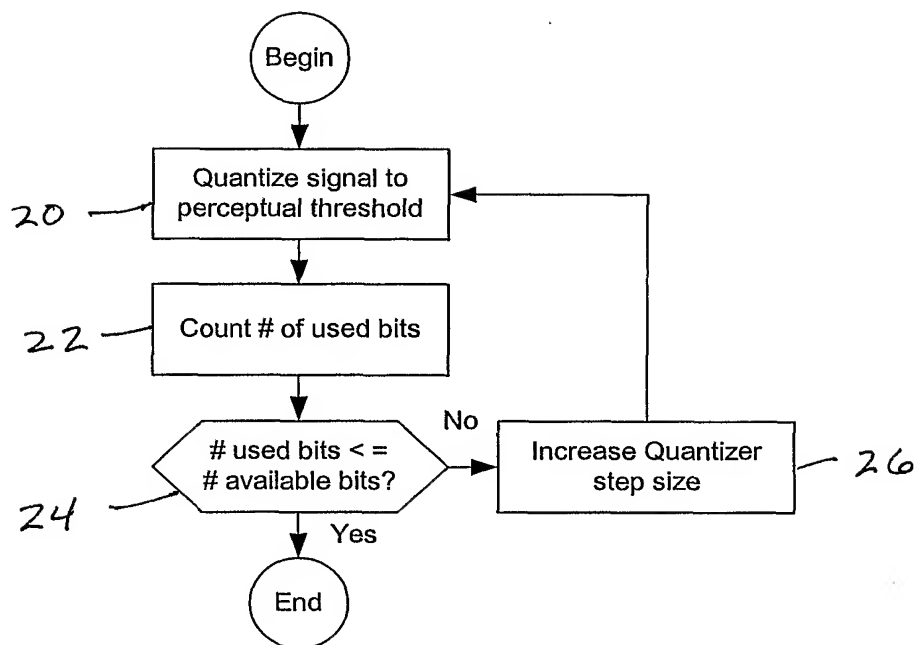 Begin
Quantize signal to
perceptual threshold
20
Count # of used bits
22
No
# used bits < =
# available bits?
Increase Quantizer
step size
26
24
Yes
End